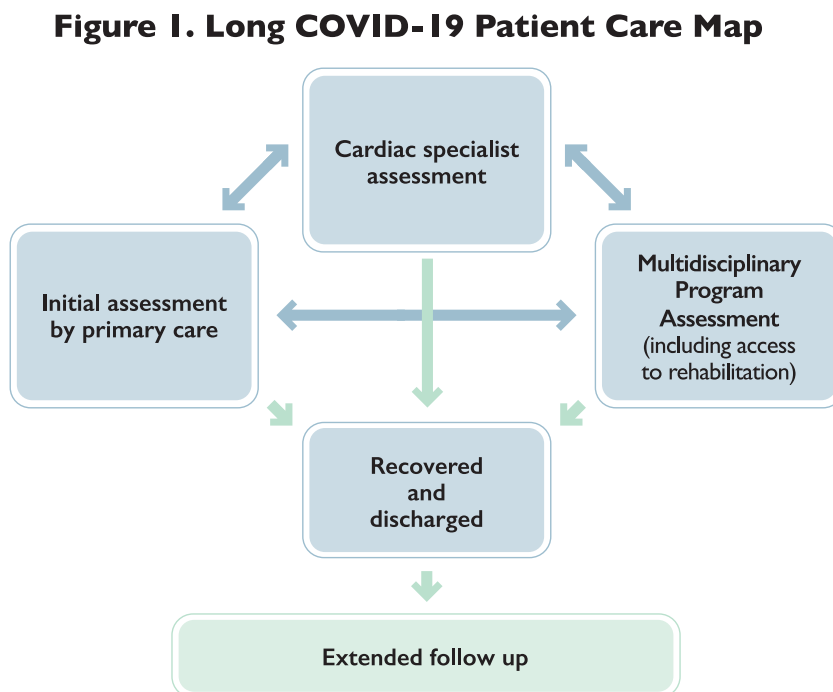 Figure 1. Long COVID-19 Patient Care Map
Cardiac specialist
assessment
Initial assessment
by primary care
Multidisciplinary
Program
Assessment
(including access
to rehabilitation)
Recovered
and
discharged
Extended follow up